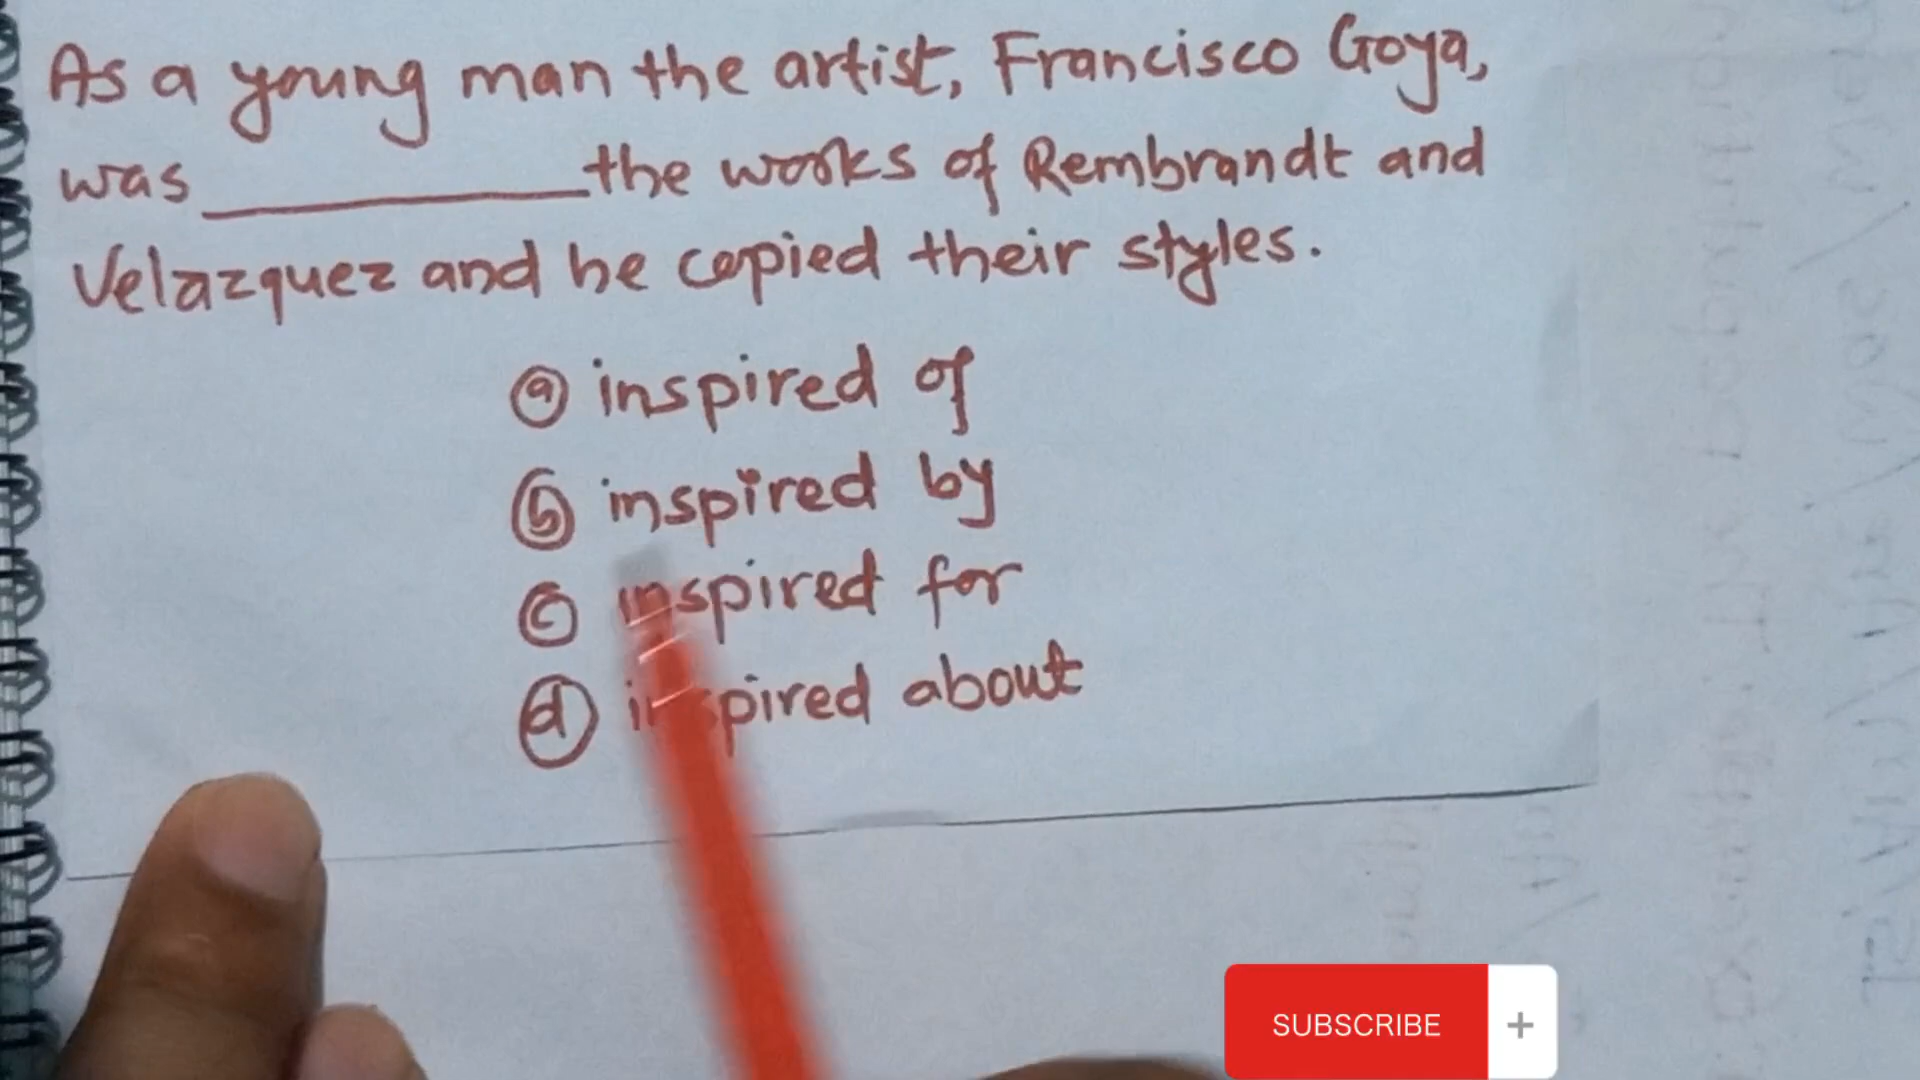 As a young man the artist, Francisco Goya,
was __________ the works of Rembrandt and
Velazquez and he copied their styles.
ⓐ inspired of
ⓑ inspired by
ⓒ inspired for
ⓓ inspired about
SUBSCRIBE +